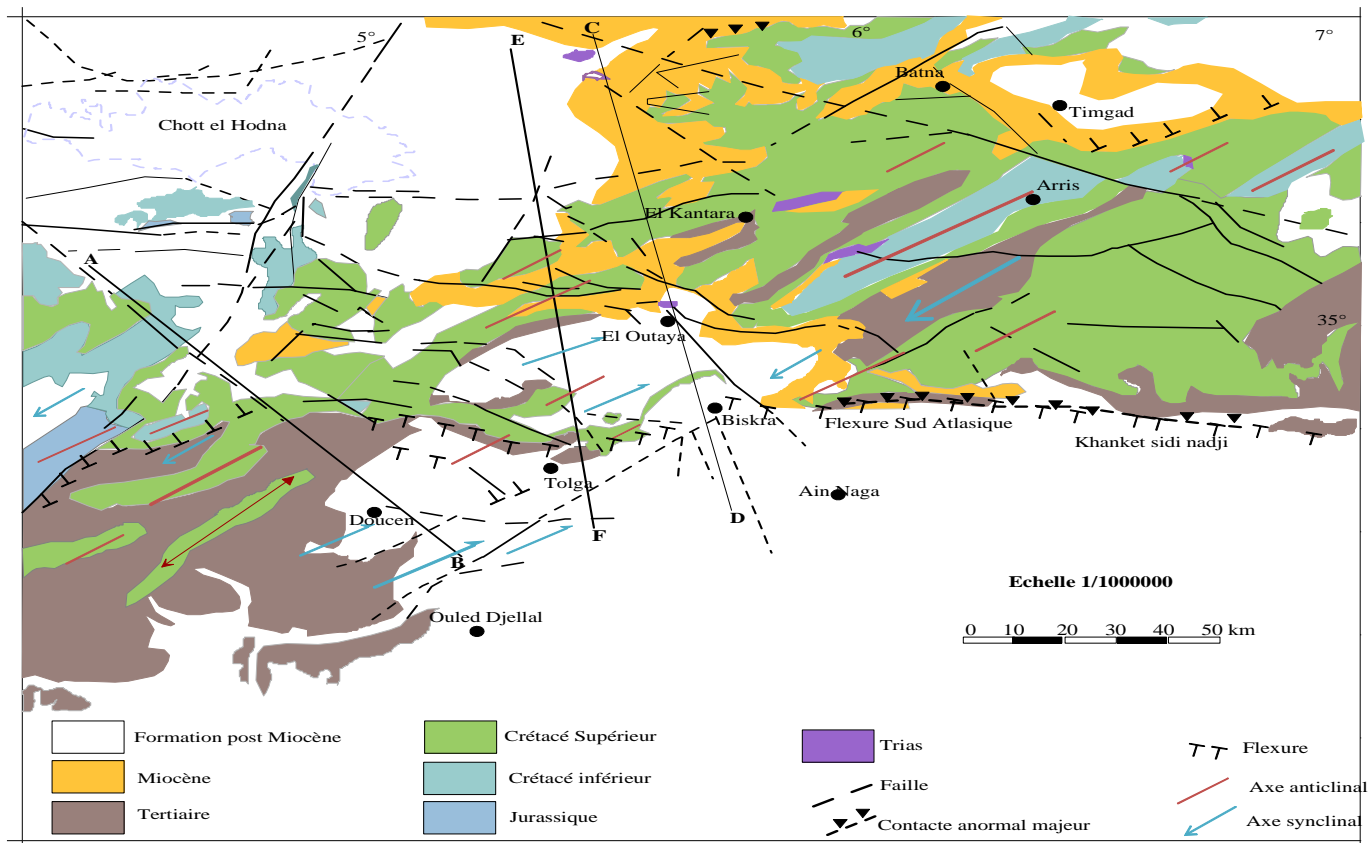 C
E
5°
6°
7°
Batna
Timgad
Chott el Hodna
Arris
El Kantara
A
35°
El Outaya
Biskra
Flexure Sud Atlasique
Khanket sidi nadji
Tolga
Ain Naga
Doucen
D
F
B
Echelle 1/1000000
Ouled Djellal
0 10 20 30 40 50 km
Formation post Miocène
Crétacé Supérieur
Trias
Flexure
Miocène
Crétacé inférieur
Faille
Axe anticlinal
Tertiaire
Jurassique
Contacte anormal majeur
Axe synclinal